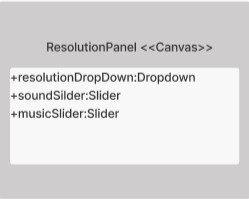 ResolutionPanel <<Canvas>>
+resolutionDropDown:Dropdown
+soundSilder:Slider
+musicSlider:Slider